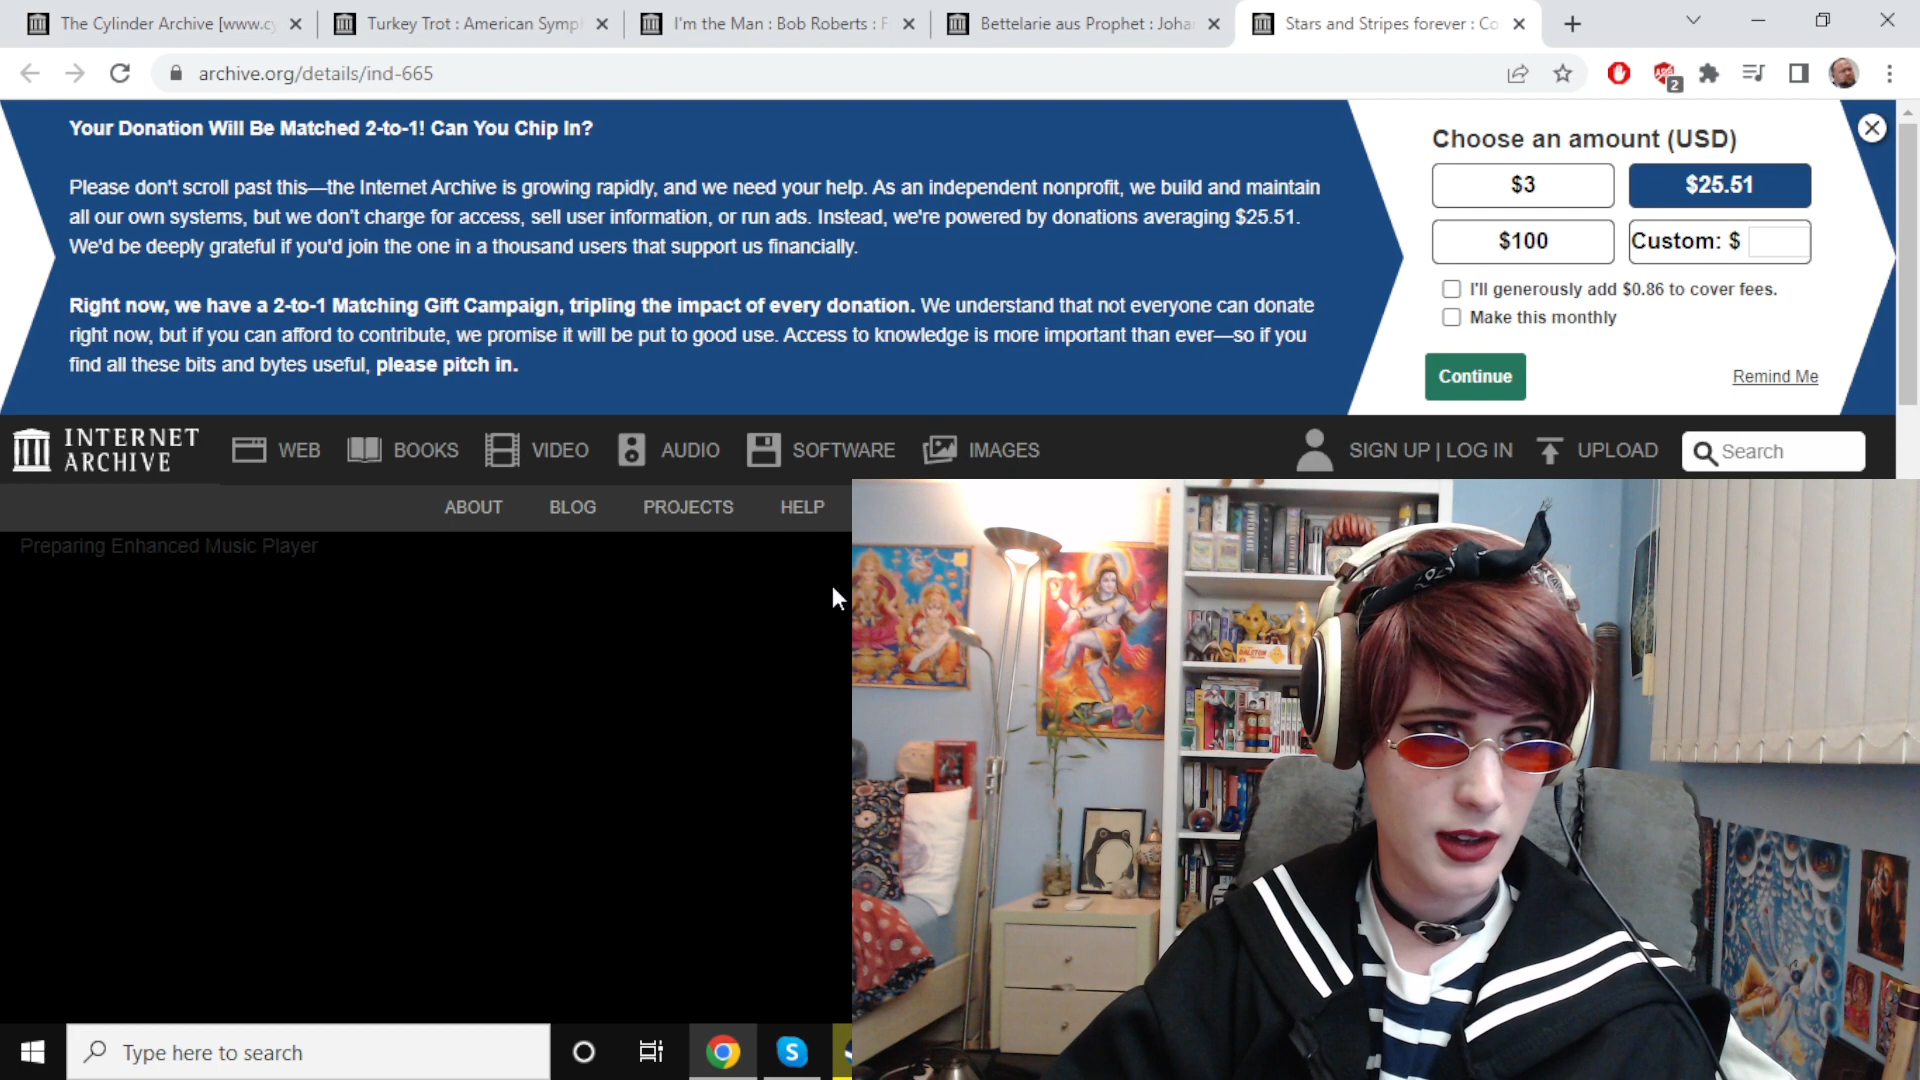 The Cylinder Archive [www.cy
Turkey Trot : American Symph
I'm the Man : Bob Roberts : F
Bettelarie aus Prophet : Johan
Stars and Stripes forever : Co
archive.org/details/ind-665
2
Your Donation Will Be Matched 2-to-1! Can You Chip In?
Please don't scroll past this—the Internet Archive is growing rapidly, and we need your help. As an independent nonprofit, we build and maintain
all our own systems, but we don't charge for access, sell user information, or run ads. Instead, we're powered by donations averaging $25.51.
We'd be deeply grateful if you'd join the one in a thousand users that support us financially.
Right now, we have a 2-to-1 Matching Gift Campaign, tripling the impact of every donation. We understand that not everyone can donate
right now, but if you can afford to contribute, we promise it will be put to good use. Access to knowledge is more important than ever—so if you
find all these bits and bytes useful, please pitch in.
Choose an amount (USD)
$3
$25.51
$100
Custom: $
I'll generously add $0.86 to cover fees.
Make this monthly
Continue
Remind Me
INTERNET
ARCHIVE
WEB
BOOKS
VIDEO
AUDIO
SOFTWARE
IMAGES
SIGN UP | LOG IN
UPLOAD
Search
ABOUT
BLOG
PROJECTS
HELP
Preparing Enhanced Music Player
Type here to search